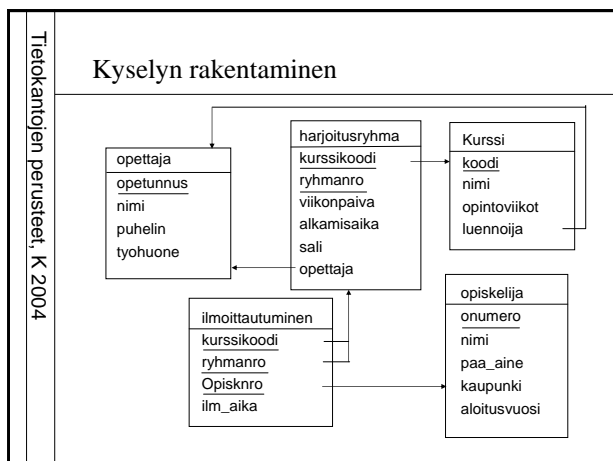 Tietokantojen perusteet, K 2004
Kyselyn rakentaminen
opettaja
opetunnus
nimi
puhelin
tyohuone
harjoitusryhma
kurssikoodi
ryhmanro
viikonpaiva
alkamisaika
sali
opettaja
Kurssi
koodi
nimi
opintoviikot
luennoija
ilmoittautuminen
kurssikoodi
ryhmanro
Opisknro
ilm_aika
opiskelija
onumero
nimi
paa_aine
kaupunki
aloitusvuosi